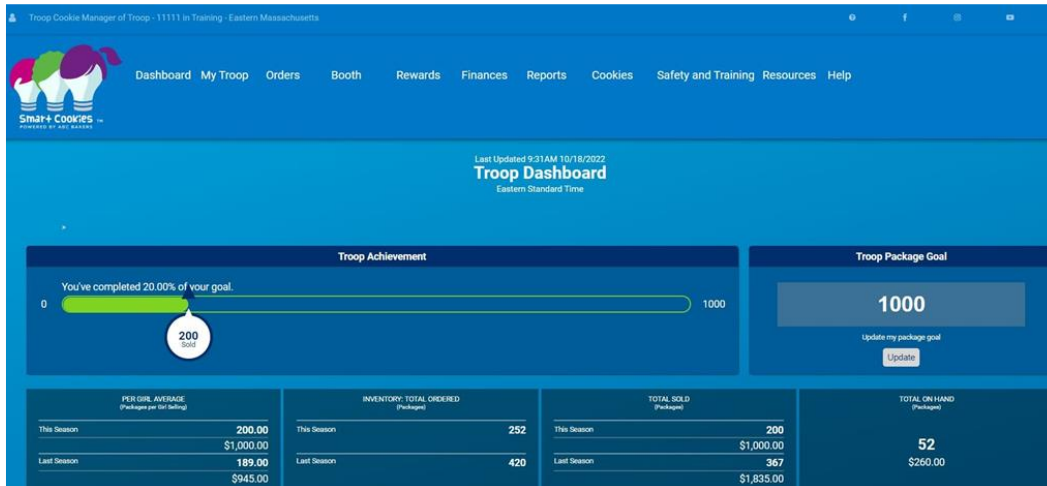 Troop Cookie Manager of Troop - 11111 in Training - Eastern Massachusetts
Dashboard My Troop Orders Booth Rewards Finances Reports Cookies Safety and Training Resources Help
Smart Cookies TM
POWERED BY ABC BAKERS
Last Updated 9:31AM 10/18/2022
Troop Dashboard
Eastern Standard Time
Troop Achievement
You've completed 20.00% of your goal.
0 1000
200
Sold
Troop Package Goal
1000
Update my package goal
Update
PER GIRL AVERAGE
(Packages per Girl Selling)
This Season 200.00
$1,000.00
Last Season 189.00
$945.00
INVENTORY: TOTAL ORDERED
(Packages)
This Season 252
Last Season 420
TOTAL SOLD
(Packages)
This Season 200
$1,000.00
Last Season 367
$1,835.00
TOTAL ON HAND
(Packages)
52
$260.00